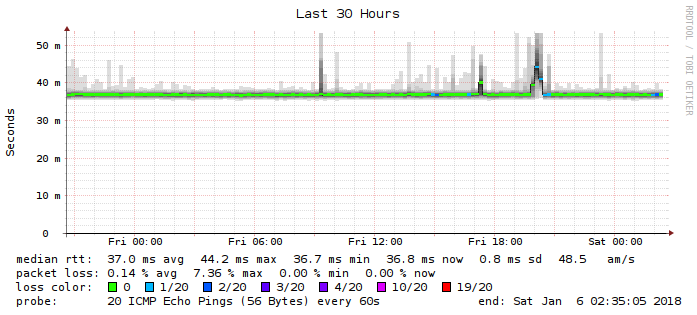 Last 30 Hours
RRDTOOL / TOBI OETIKER
Seconds
50 m
40 m
30 m
20 m
10 m
0
Fri 00:00 Fri 06:00 Fri 12:00 Fri 18:00 Sat 00:00
median rtt: 37.0 ms avg 44.2 ms max 36.7 ms min 36.8 ms now 0.8 ms sd 48.5 am/s
packet loss: 0.14 % avg 7.36 % max 0.00 % min 0.00 % now
loss color: 0 1/20 2/20 3/20 4/20 10/20 19/20
probe: 20 ICMP Echo Pings (56 Bytes) every 60s end: Sat Jan 6 02:35:05 2018